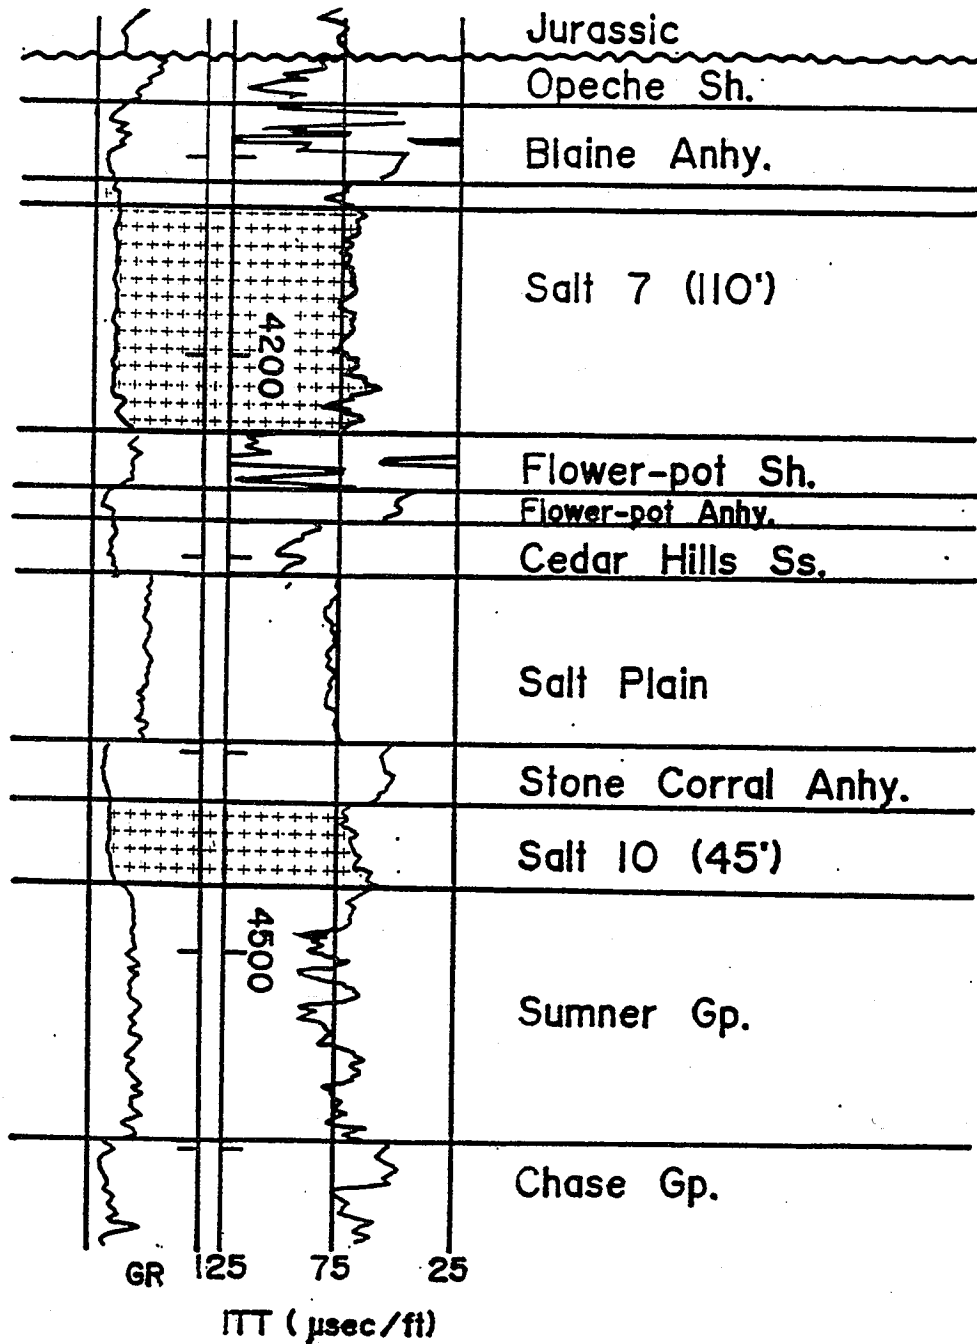 Jurassic
Opeche Sh.
Blaine Anhy.
Salt 7 (110')
4200
Flower-pot Sh.
Flower-pot Anhy.
Cedar Hills Ss.
Salt Plain
Stone Corral Anhy.
Salt 10 (45')
4500
Sumner Gp.
Chase Gp.
GR 125 75 25
ITT (μsec/ft)